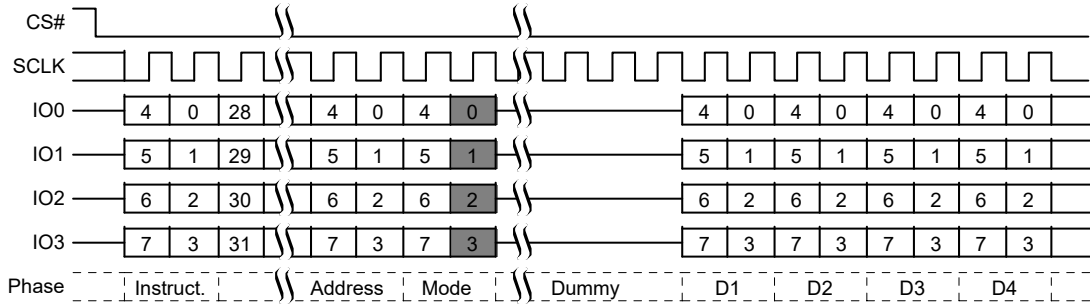 CS#
SCLK
IO0 4 0 28 4 0 4 0 4 0 4 0 4 0 4 0
IO1 5 1 29 5 1 5 1 5 1 5 1 5 1 5 1
IO2 6 2 30 6 2 6 2 6 2 6 2 6 2 6 2
IO3 7 3 31 7 3 7 3 7 3 7 3 7 3 7 3
Phase Instruct. Address Mode Dummy D1 D2 D3 D4